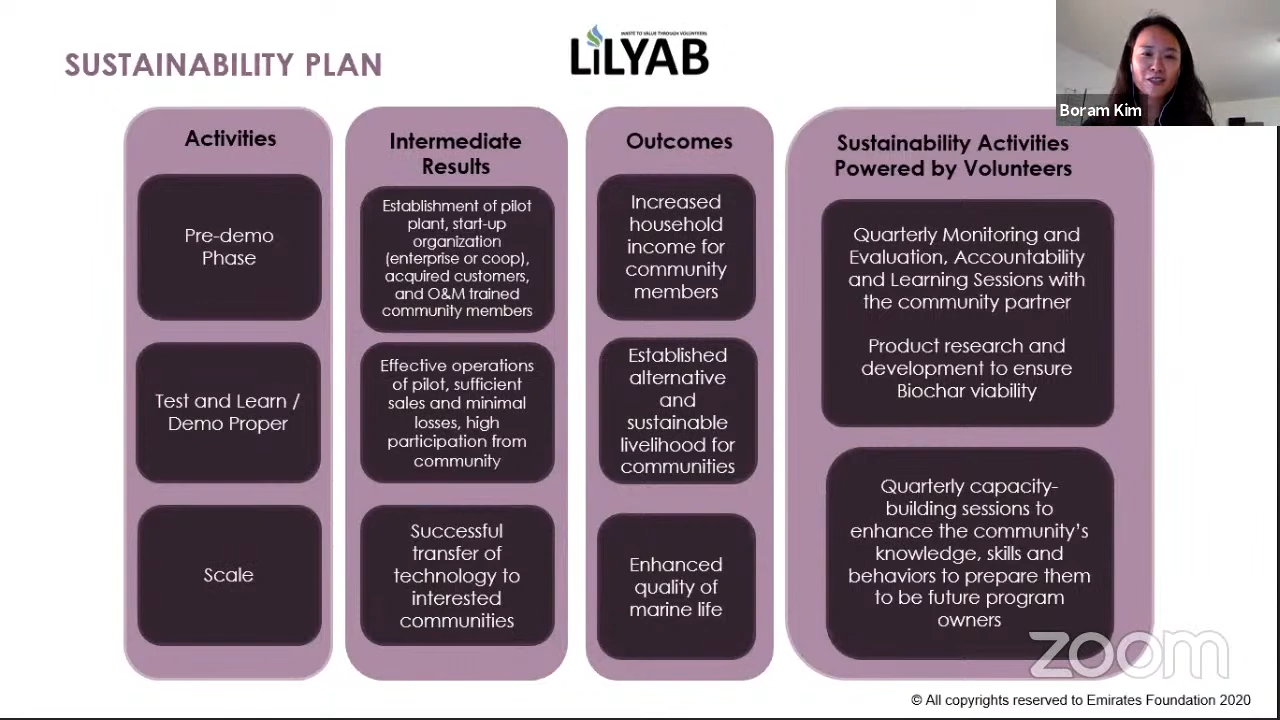 SUSTAINABILITY PLAN
WASTE TO VALUE THROUGH VOLUNTEERS
LiLYAB
Boram Kim
Activities
Pre-demo
Phase
Test and Learn /
Demo Proper
Scale
Intermediate
Results
Establishment of pilot
plant, start-up
organization
(enterprise or coop),
acquired customers,
and O&M trained
community members
Effective operations
of pilot, sufficient
sales and minimal
losses, high
participation from
community
Successful
transfer of
technology to
interested
communities
Outcomes
Increased
household
income for
community
members
Established
alternative
and
sustainable
livelihood for
communities
Enhanced
quality of
marine life
Sustainability Activities
Powered by Volunteers
Quarterly Monitoring and
Evaluation, Accountability
and Learning Sessions with
the community partner
Product research and
development to ensure
Biochar viability
Quarterly capacity-
building sessions to
enhance the community’s
knowledge, skills and
behaviors to prepare them
to be future program
owners
zoom
© All copyrights reserved to Emirates Foundation 2020